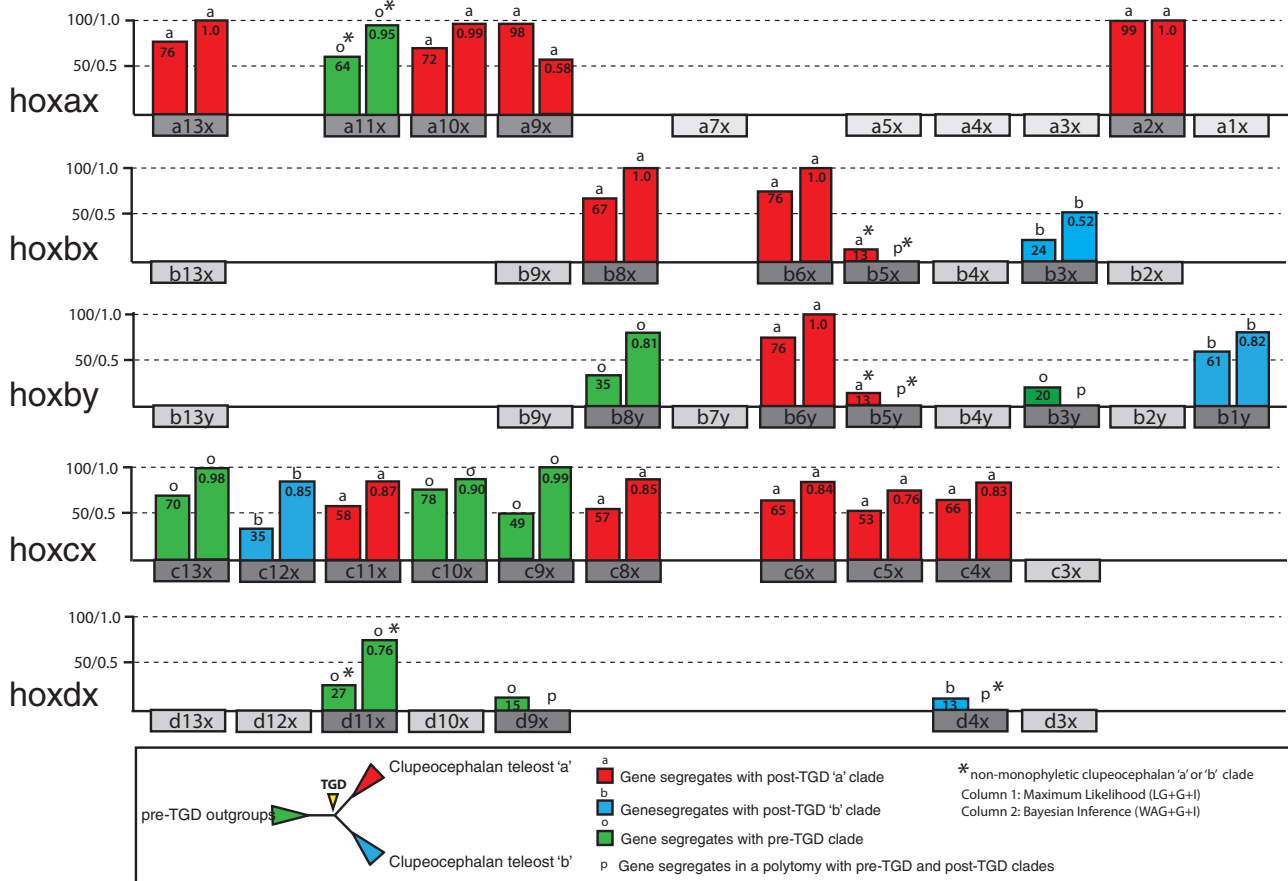 a a o* a a a a
100/1.0 76 1.0 o* 0.95 a 0.99 98 a 99 1.0
50/0.5 64 72 0.58
hoxax
a13x a11x a10x a9x a7x a5x a4x a3x a2x a1x
a a
100/1.0 a 1.0 a 1.0
50/0.5 67 76 b b 0.52
hoxbx a* 13 p* 24
b13x b9x b8x b6x b5x b4x b3x b2x
a
100/1.0 o a 1.0 b b
50/0.5 o 0.81 76 61 0.82
hoxby 35 a* 13 p* o 20 p
b13y b9y b8y b7y b6y b5y b4y b3y b2y b1y
100/1.0 o o b a o o o a a a a
50/0.5 70 0.98 b 35 0.85 a 58 0.87 78 0.90 o 49 0.99 a 57 0.85 a 65 0.84 a 53 0.76 a 66 0.83
hoxcx
c13x c12x c11x c10x c9x c8x c6x c5x c4x c3x
100/1.0
50/0.5 o* 0.76
hoxdx o* 27 o 15 p b 13 p*
d13x d12x d11x d10x d9x d4x d3x
TGD
Clupeocephalan teleost 'a'
pre-TGD outgroups
Clupeocephalan teleost 'b'
a
Gene segregates with post-TGD 'a' clade
b
Genesegregates with post-TGD 'b' clade
o
Gene segregates with pre-TGD clade
p Gene segregates in a polytomy with pre-TGD and post-TGD clades
*non-monophyletic clupeocephalan 'a' or 'b' clade
Column 1: Maximum Likelihood (LG+G+I)
Column 2: Bayesian Inference (WAG+G+I)